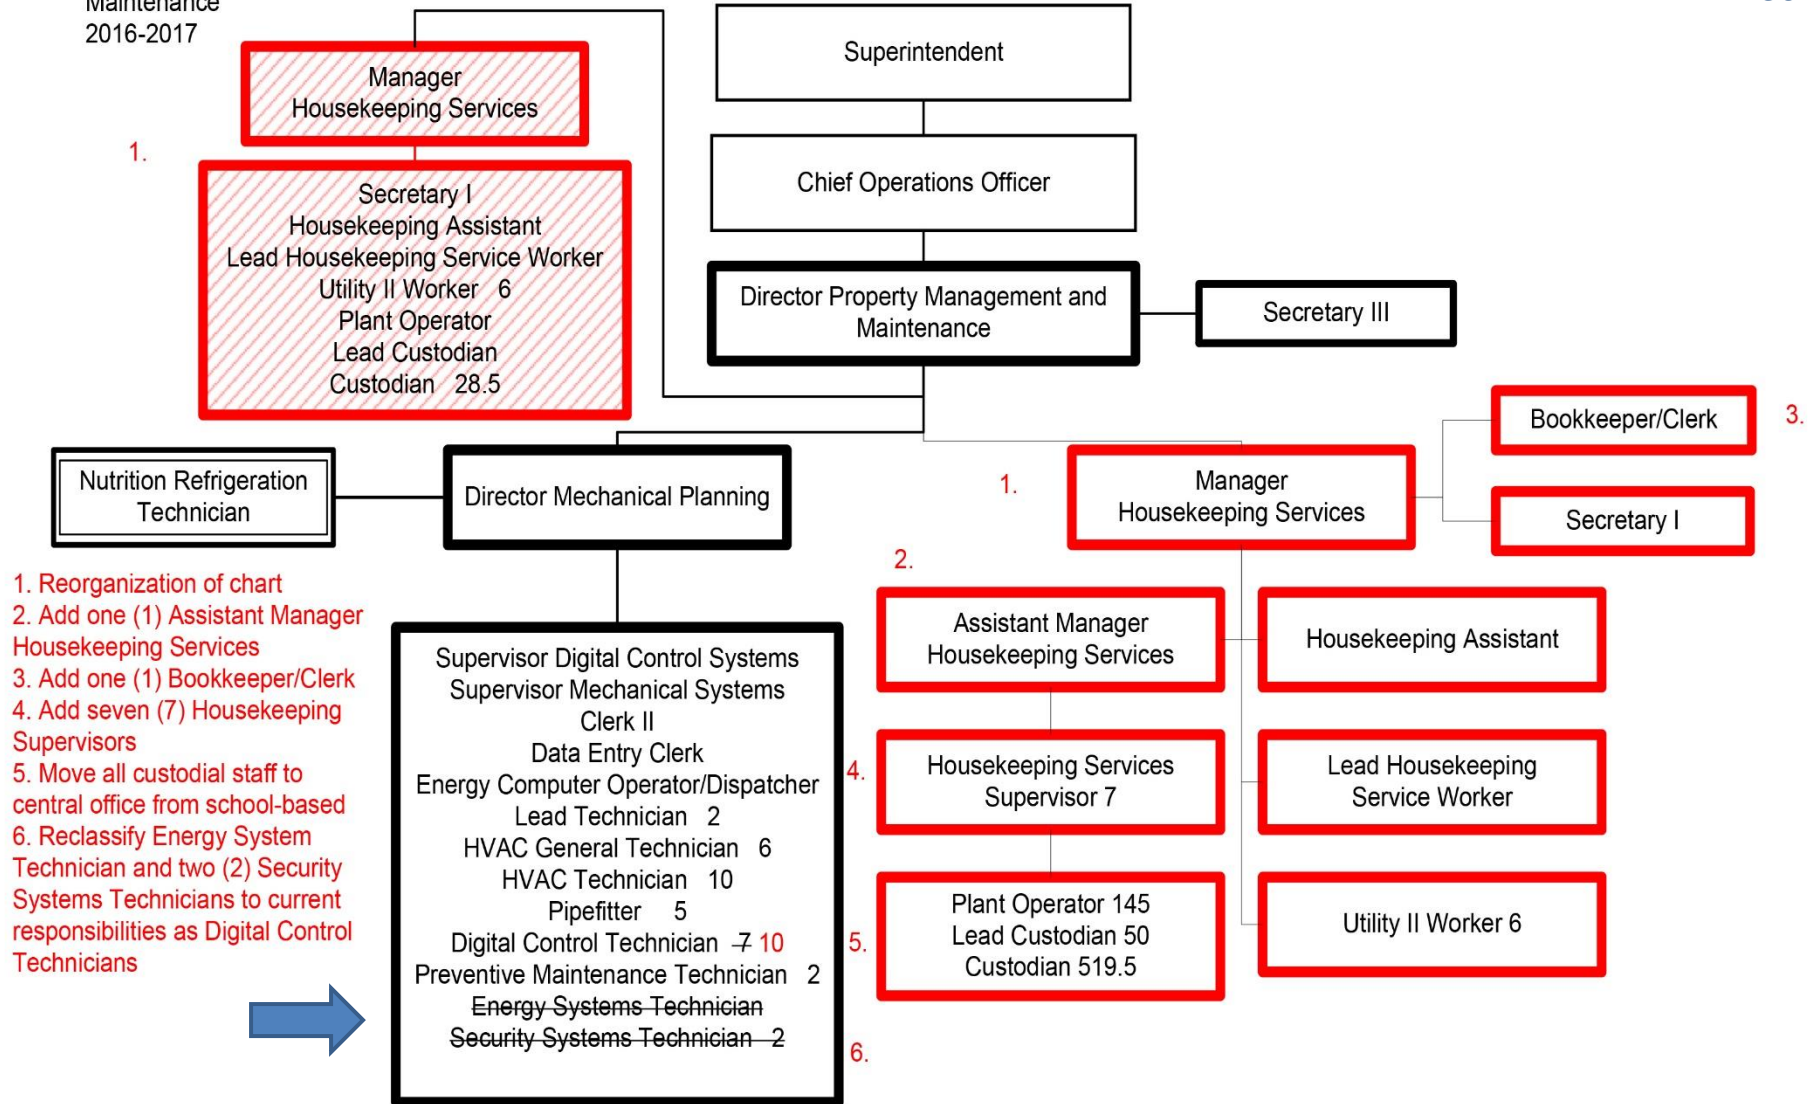 Maintenance
2016-2017
Manager
Housekeeping Services
1.
Secretary I
Housekeeping Assistant
Lead Housekeeping Service Worker
Utility II Worker 6
Plant Operator
Lead Custodian
Custodian 28.5
Superintendent
Chief Operations Officer
Director Property Management and
Maintenance
Secretary III
Nutrition Refrigeration
Technician
Director Mechanical Planning
1.
Manager
Housekeeping Services
Bookkeeper/Clerk
3.
Secretary I
1. Reorganization of chart
2. Add one (1) Assistant Manager
Housekeeping Services
3. Add one (1) Bookkeeper/Clerk
4. Add seven (7) Housekeeping
Supervisors
5. Move all custodial staff to
central office from school-based
6. Reclassify Energy System
Technician and two (2) Security
Systems Technicians to current
responsibilities as Digital Control
Technicians
Supervisor Digital Control Systems
Supervisor Mechanical Systems
Clerk II
Data Entry Clerk
Energy Computer Operator/Dispatcher
Lead Technician 2
HVAC General Technician 6
HVAC Technician 10
Pipefitter 5
Digital Control Technician 7 10
Preventive Maintenance Technician 2
Energy Systems Technician
Security Systems Technician 2
6.
2.
Assistant Manager
Housekeeping Services
Housekeeping Assistant
4.
Housekeeping Services
Supervisor 7
Lead Housekeeping
Service Worker
5.
Plant Operator 145
Lead Custodian 50
Custodian 519.5
Utility II Worker 6